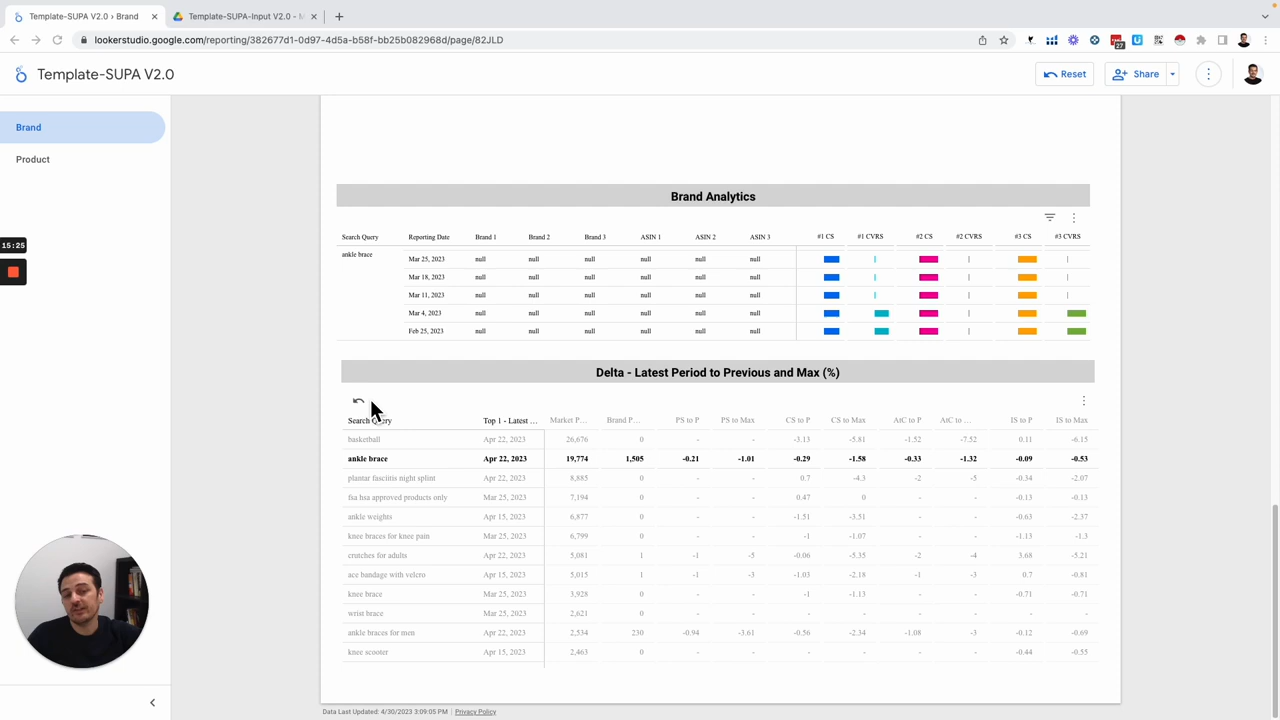 Template-SUPA V2.0 › Brand
Template-SUPA-Input V2.0 - M
lookerstudio.google.com/reporting/382677d1-0d97-4d5a-b58f-bb25b082968d/page/82JLD
27
Template-SUPA V2.0
Reset
Share
Brand
Product
15:25
Brand Analytics
Search Query Reporting Date Brand 1 Brand 2 Brand 3 ASIN 1 ASIN 2 ASIN 3 #1 CS #1 CVRS #2 CS #2 CVRS #3 CS #3 CVRS
ankle brace
Mar 25, 2023 null null null null null null
Mar 18, 2023 null null null null null null
Mar 11, 2023 null null null null null null
Mar 4, 2023 null null null null null null
Feb 25, 2023 null null null null null null
Delta - Latest Period to Previous and Max (%)
Search Query Top 1 - Latest ... Market P... Brand P... PS to P PS to Max CS to P CS to Max AtC to P AtC to ... IS to P IS to Max
basketball Apr 22, 2023 26,676 0 - - -3.13 -5.81 -1.52 -7.52 0.11 -6.15
ankle brace Apr 22, 2023 19,774 1,505 -0.21 -1.01 -0.29 -1.58 -0.33 -1.32 -0.09 -0.53
plantar fasciitis night splint Apr 22, 2023 8,885 0 - - 0.7 -4.3 -2 -5 -0.34 -2.07
fsa hsa approved products only Mar 25, 2023 7,194 0 - - 0.47 0 - - -0.13 -0.13
ankle weights Apr 15, 2023 6,877 0 - - -1.51 -3.51 - - -0.63 -2.37
knee braces for knee pain Mar 25, 2023 6,799 0 - - -1 -1.07 - - -1.13 -1.3
crutches for adults Apr 22, 2023 5,081 1 -1 -5 -0.06 -5.35 -2 -4 3.68 -5.21
ace bandage with velcro Apr 15, 2023 5,015 1 -1 -3 -1.03 -2.18 -1 -3 0.7 -0.81
knee brace Mar 25, 2023 3,928 0 - - -1 -1.13 - - -0.71 -0.71
wrist brace Mar 25, 2023 2,621 0 - - - - - - - -
ankle braces for men Apr 22, 2023 2,534 230 -0.94 -3.61 -0.56 -2.34 -1.08 -3 -0.12 -0.69
knee scooter Apr 15, 2023 2,463 0 - - - - - - -0.44 -0.55
Data Last Updated: 4/30/2023 3:09:05 PM Privacy Policy